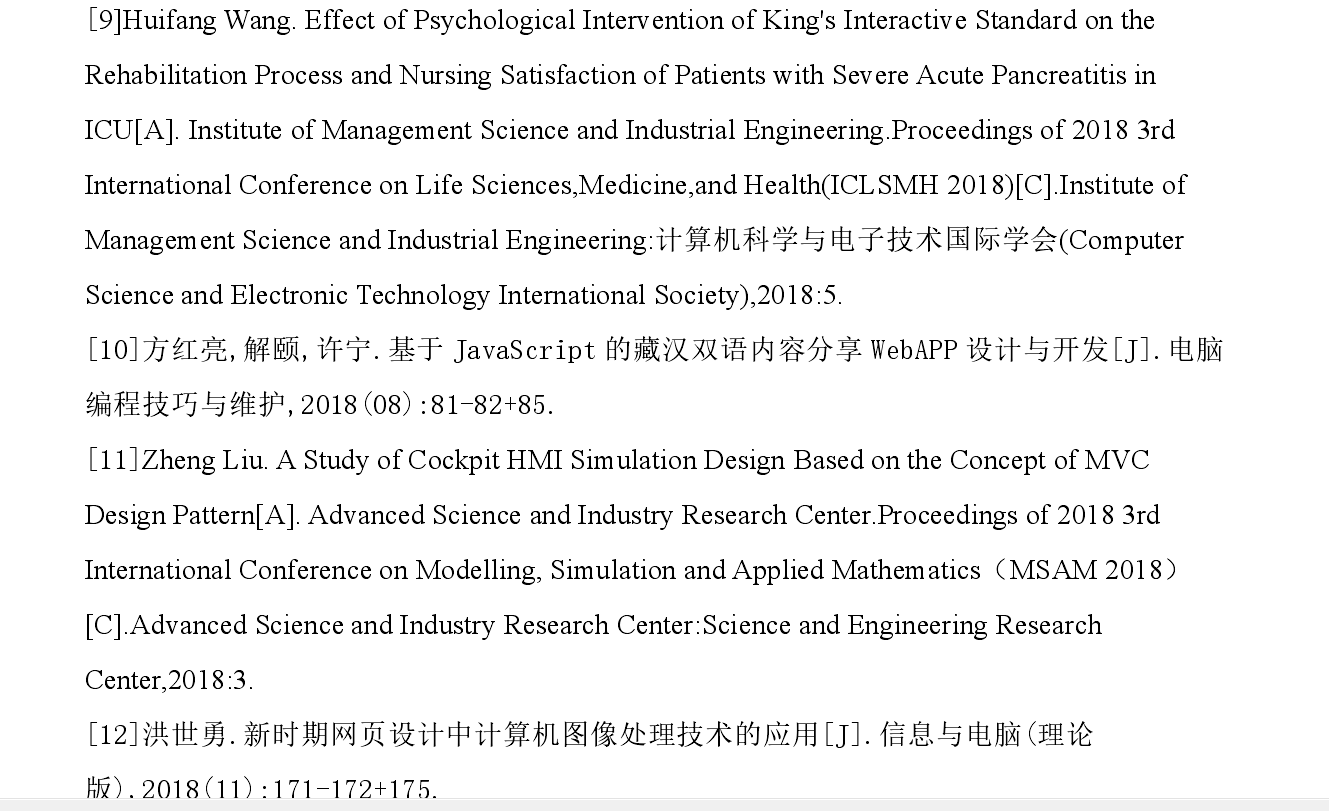 [9]Huifang Wang. Effect of Psychological Intervention of King's Interactive Standard on the
Rehabilitation Process and Nursing Satisfaction of Patients with Severe Acute Pancreatitis in
ICU[A]. Institute of Management Science and Industrial Engineering.Proceedings of 2018 3rd
International Conference on Life Sciences,Medicine,and Health(ICLSMH 2018)[C].Institute of
Management Science and Industrial Engineering:计算机科学与电子技术国际学会(Computer
Science and Electronic Technology International Society),2018:5.
[10]方红亮,解颐,许宁.基于 JavaScript 的藏汉双语内容分享 WebAPP 设计与开发[J].电脑
编程技巧与维护,2018(08):81-82+85.
[11]Zheng Liu. A Study of Cockpit HMI Simulation Design Based on the Concept of MVC
Design Pattern[A]. Advanced Science and Industry Research Center.Proceedings of 2018 3rd
International Conference on Modelling, Simulation and Applied Mathematics（MSAM 2018）
[C].Advanced Science and Industry Research Center:Science and Engineering Research
Center,2018:3.
[12]洪世勇.新时期网页设计中计算机图像处理技术的应用[J].信息与电脑(理论
版),2018(11):171-172+175.